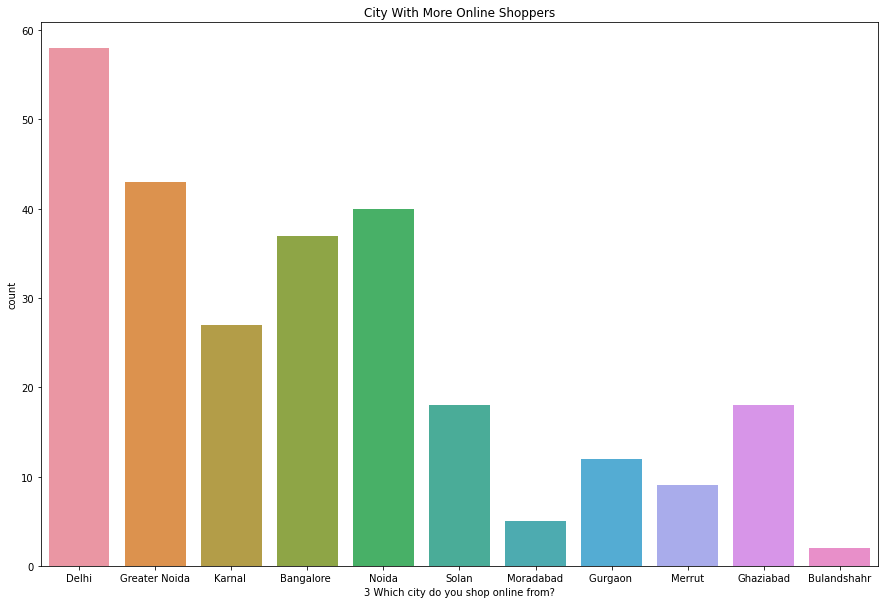 City With More Online Shoppers
60
50
40
30
20
10
0
count
Delhi Greater Noida Karnal Bangalore Noida Solan Moradabad Gurgaon Merrut Ghaziabad Bulandshahr
3 Which city do you shop online from?